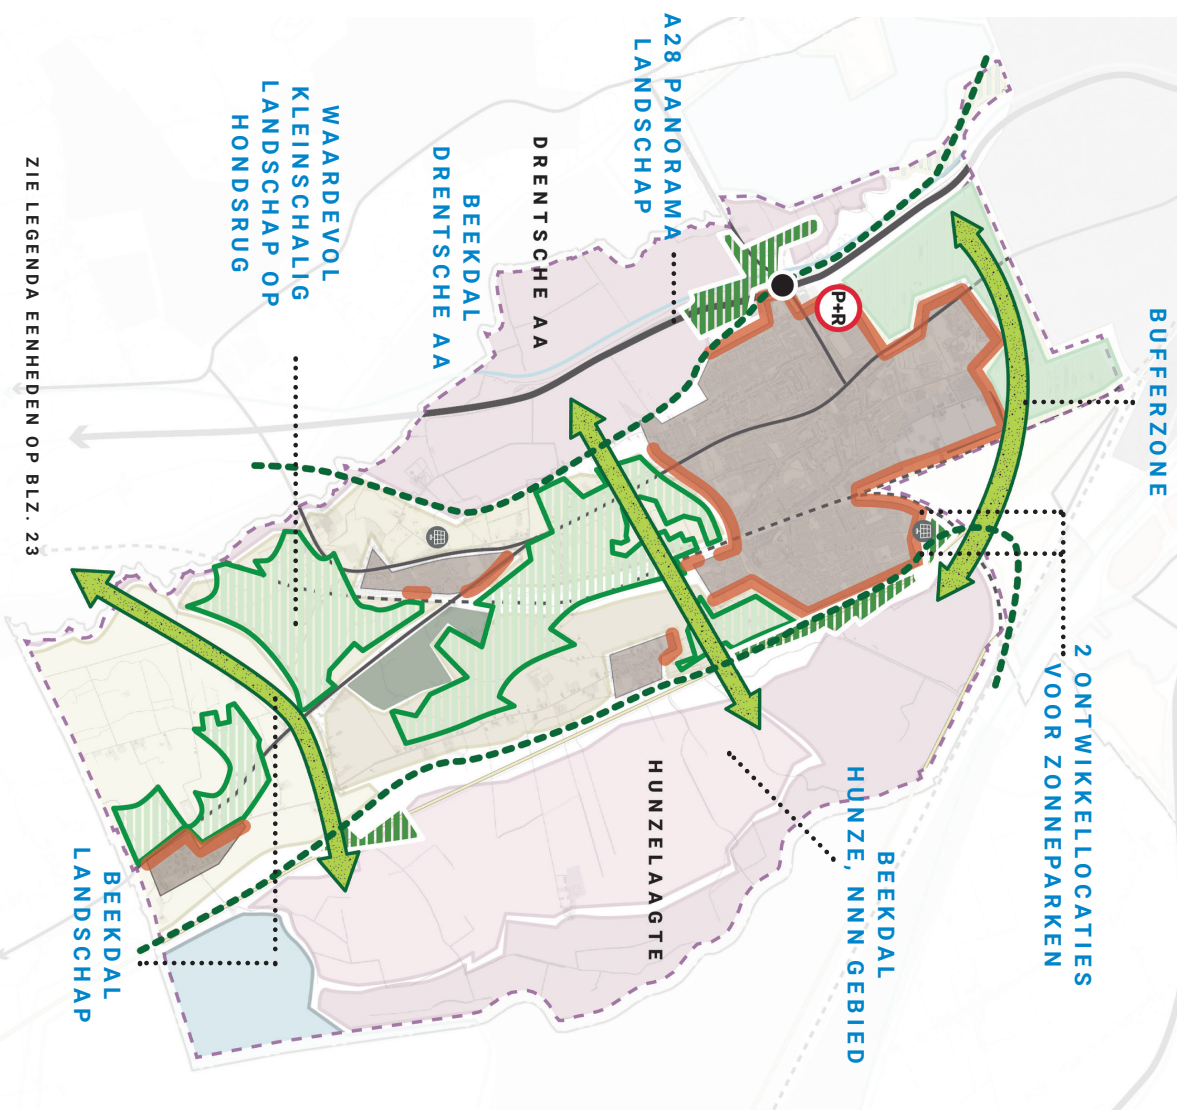 BUFFERZONE
2 ONTWIKKELLOCATIES
VOOR ZONNEPARKEN
BEEKDAL
HUNZE, NNN GEBIED
P+R
A28 PANORAMA
LANDSCHAP
HUNZELAAGTE
DRENTSCHE AA
BEEKDAL
DRENTSCHE AA
WAARDEVOL
KLEINSCHALIG
LANDSCHAP OP
HONDSRUG
BEEKDAL
LANDSCHAP
ZIE LEGENDA EENHEDEN OP BLZ. 23